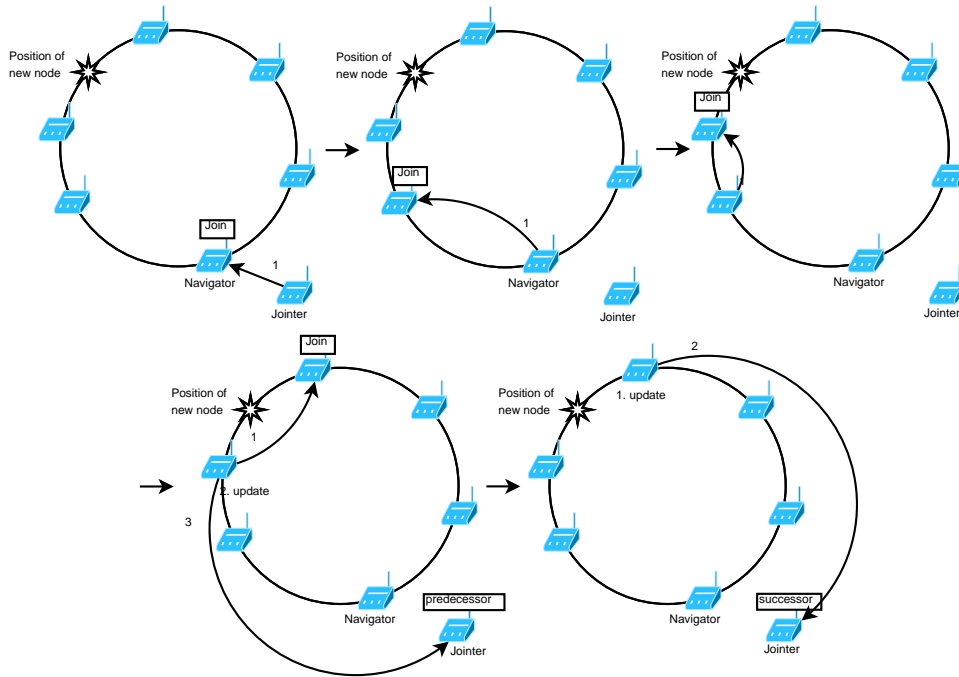 Position of
new node
Join
1
Navigator
Jointer
Position of
new node
Join
1
Navigator
Jointer
Position of
new node
Join
Navigator
Jointer
Join
Position of
new node
1
2. update
3
predecessor
Navigator
Jointer
2
Position of
new node
1. update
successor
Navigator
Jointer